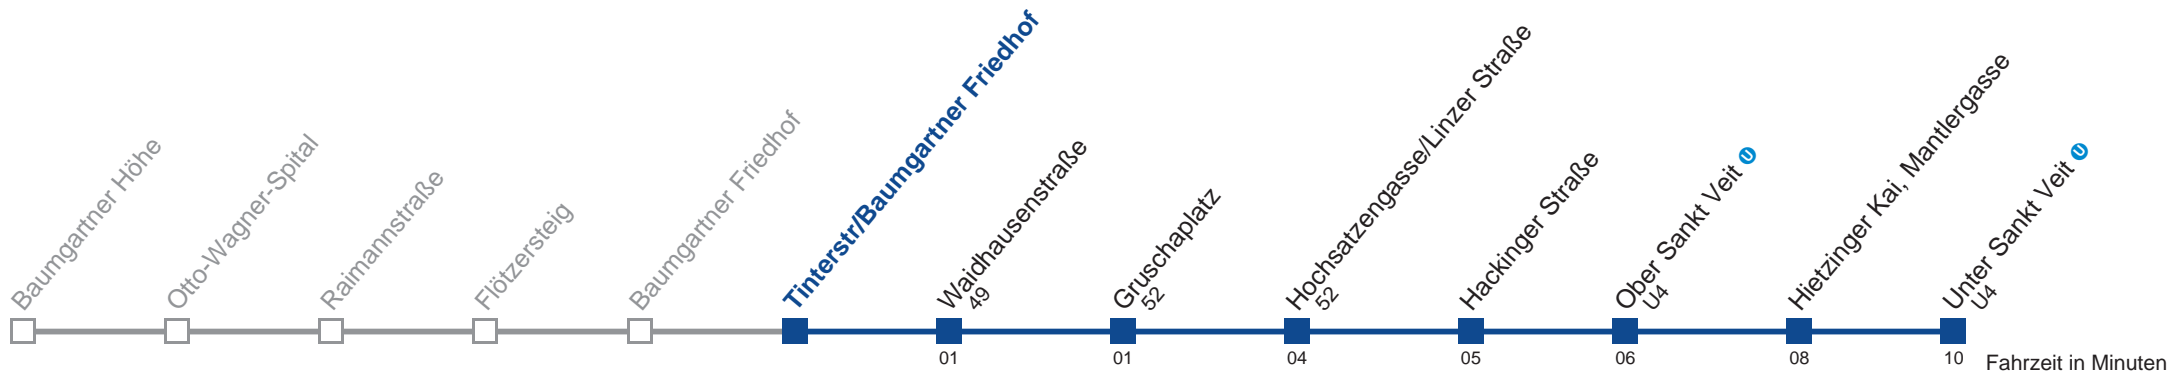 Baumgartner Höhe
Otto-Wagner-Spital
Raimannstraße
Flötzersteig
Baumgartner Friedhof
Tinterstr/Baumgartner Friedhof
Waidhausenstraße
49
Gruschaplatz
52
Hochsatzengasse/Linzer Straße
52
Hackinger Straße
Ober Sankt Veit U
U4
Hietzinger Kai, Mantlergasse
Unter Sankt Veit U
U4
01 01 04 05 06 08 10 Fahrzeit in Minuten